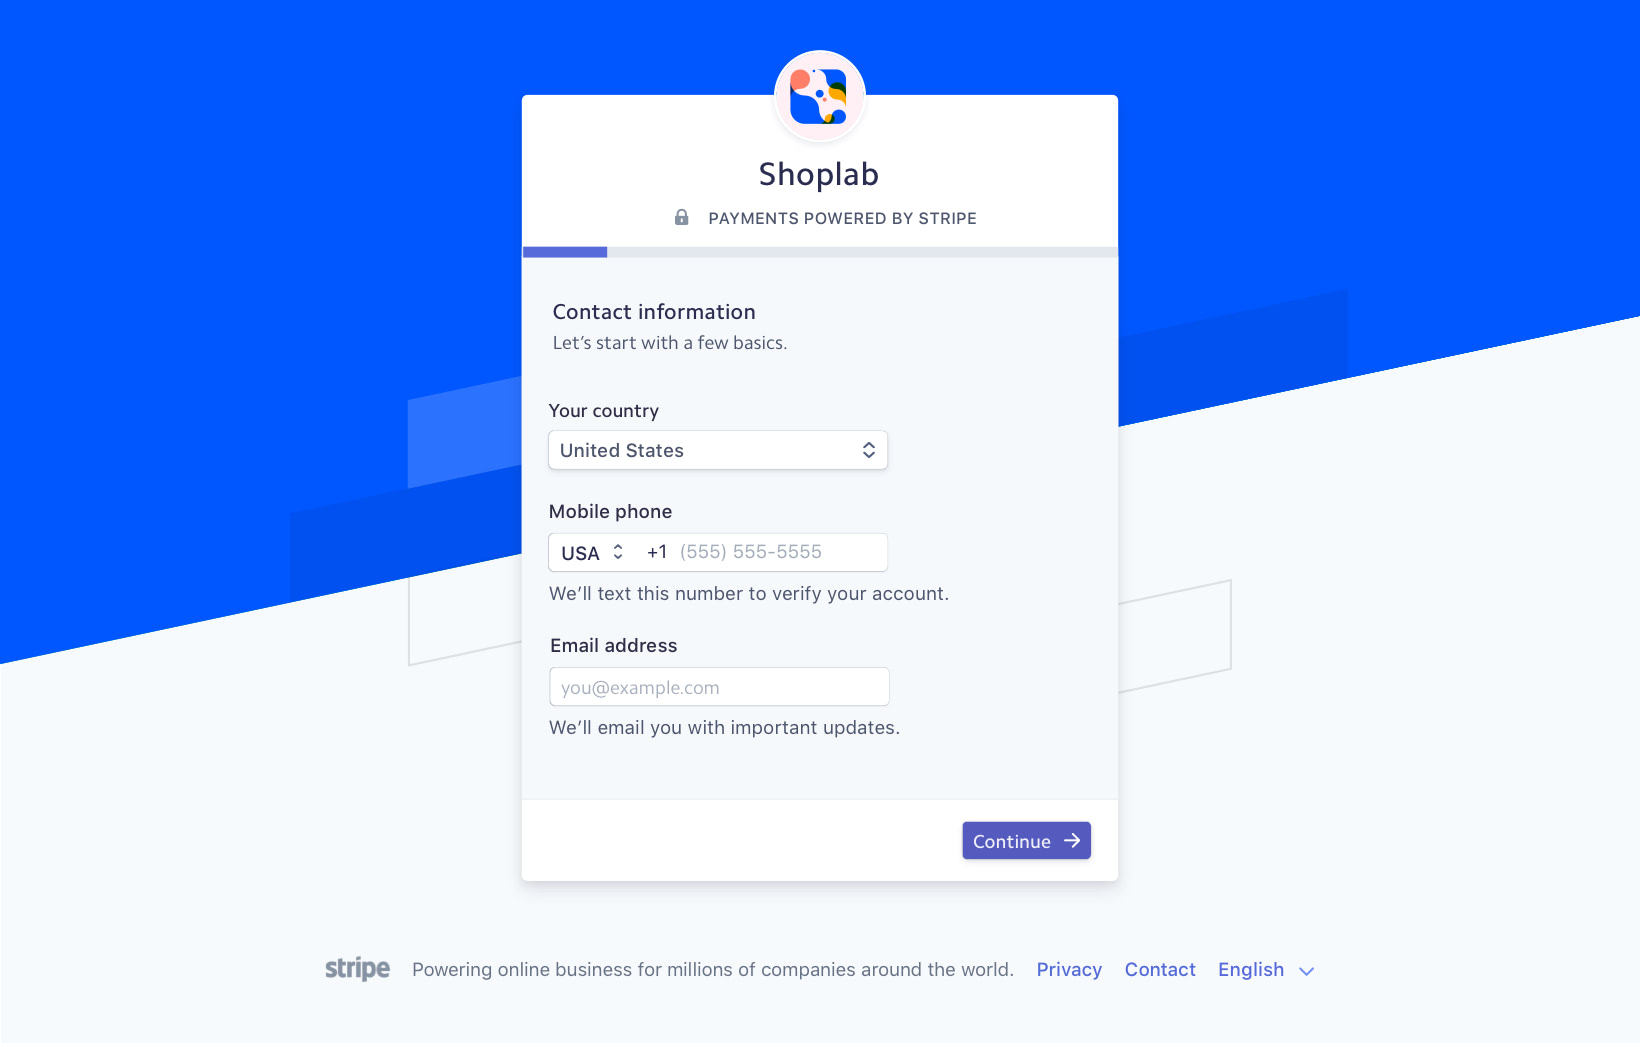 Shoplab
PAYMENTS POWERED BY STRIPE
Contact information
Let’s start with a few basics.
Your country
United States
Mobile phone
USA +1 (555) 555-5555
We’ll text this number to verify your account.
Email address
you@example.com
We’ll email you with important updates.
Continue
stripe Powering online business for millions of companies around the world. Privacy Contact English